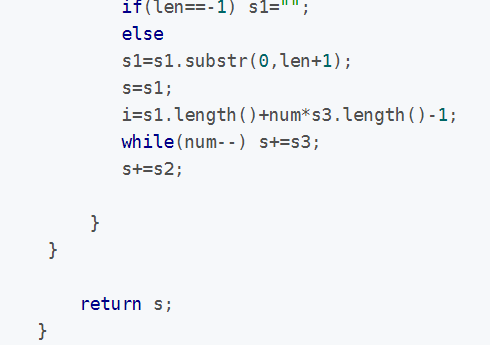 if(len==-1) s1="";
else
s1=s1.substr(0,len+1);
s=s1;
i=s1.length()+num*s3.length()-1;
while(num--) s+=s3;
s+=s2;
}
}
return s;
}